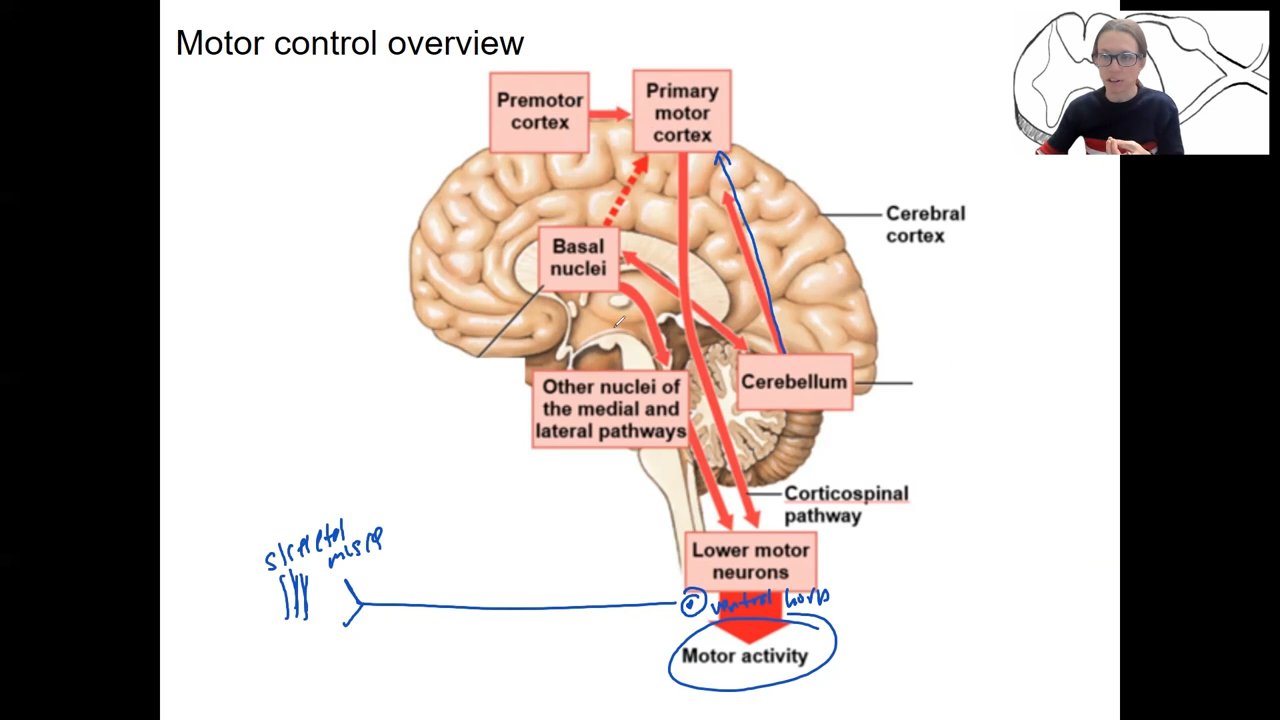 Motor control overview
Premotor
cortex
Primary
motor
cortex
Cerebral
cortex
Basal
nuclei
Cerebellum
Other nuclei of
the medial and
lateral pathways
Corticospinal
pathway
Lower motor
neurons
skeletal
ventral horn
Motor activity